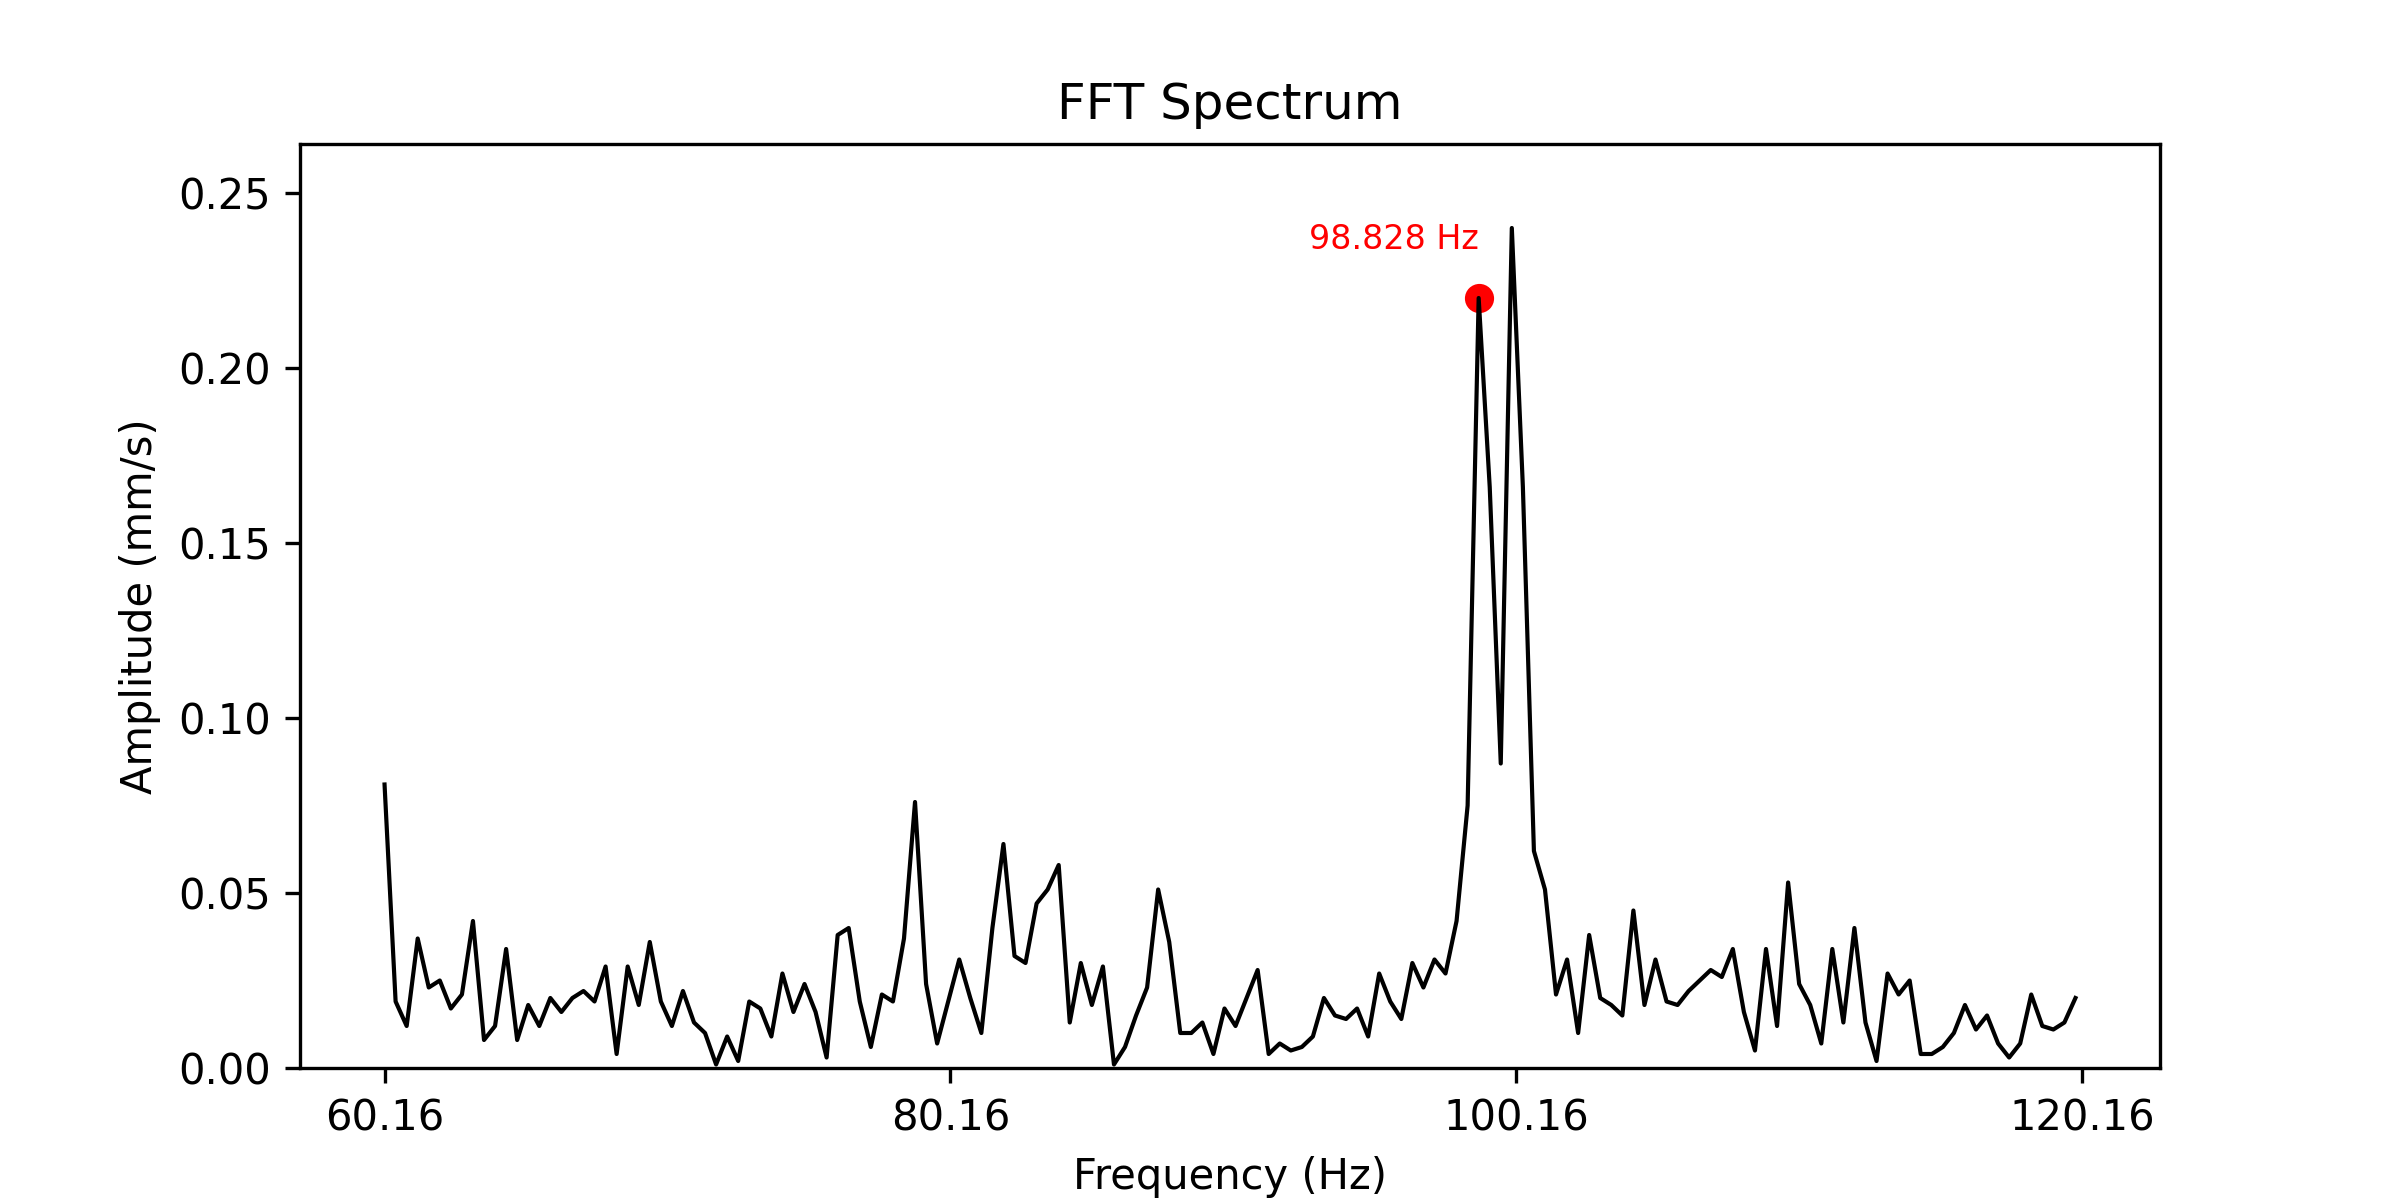 FFT Spectrum
0.25
98.828 Hz
0.20
0.15
Amplitude (mm/s)
0.10
0.05
0.00
60.16 80.16 100.16 120.16
Frequency (Hz)